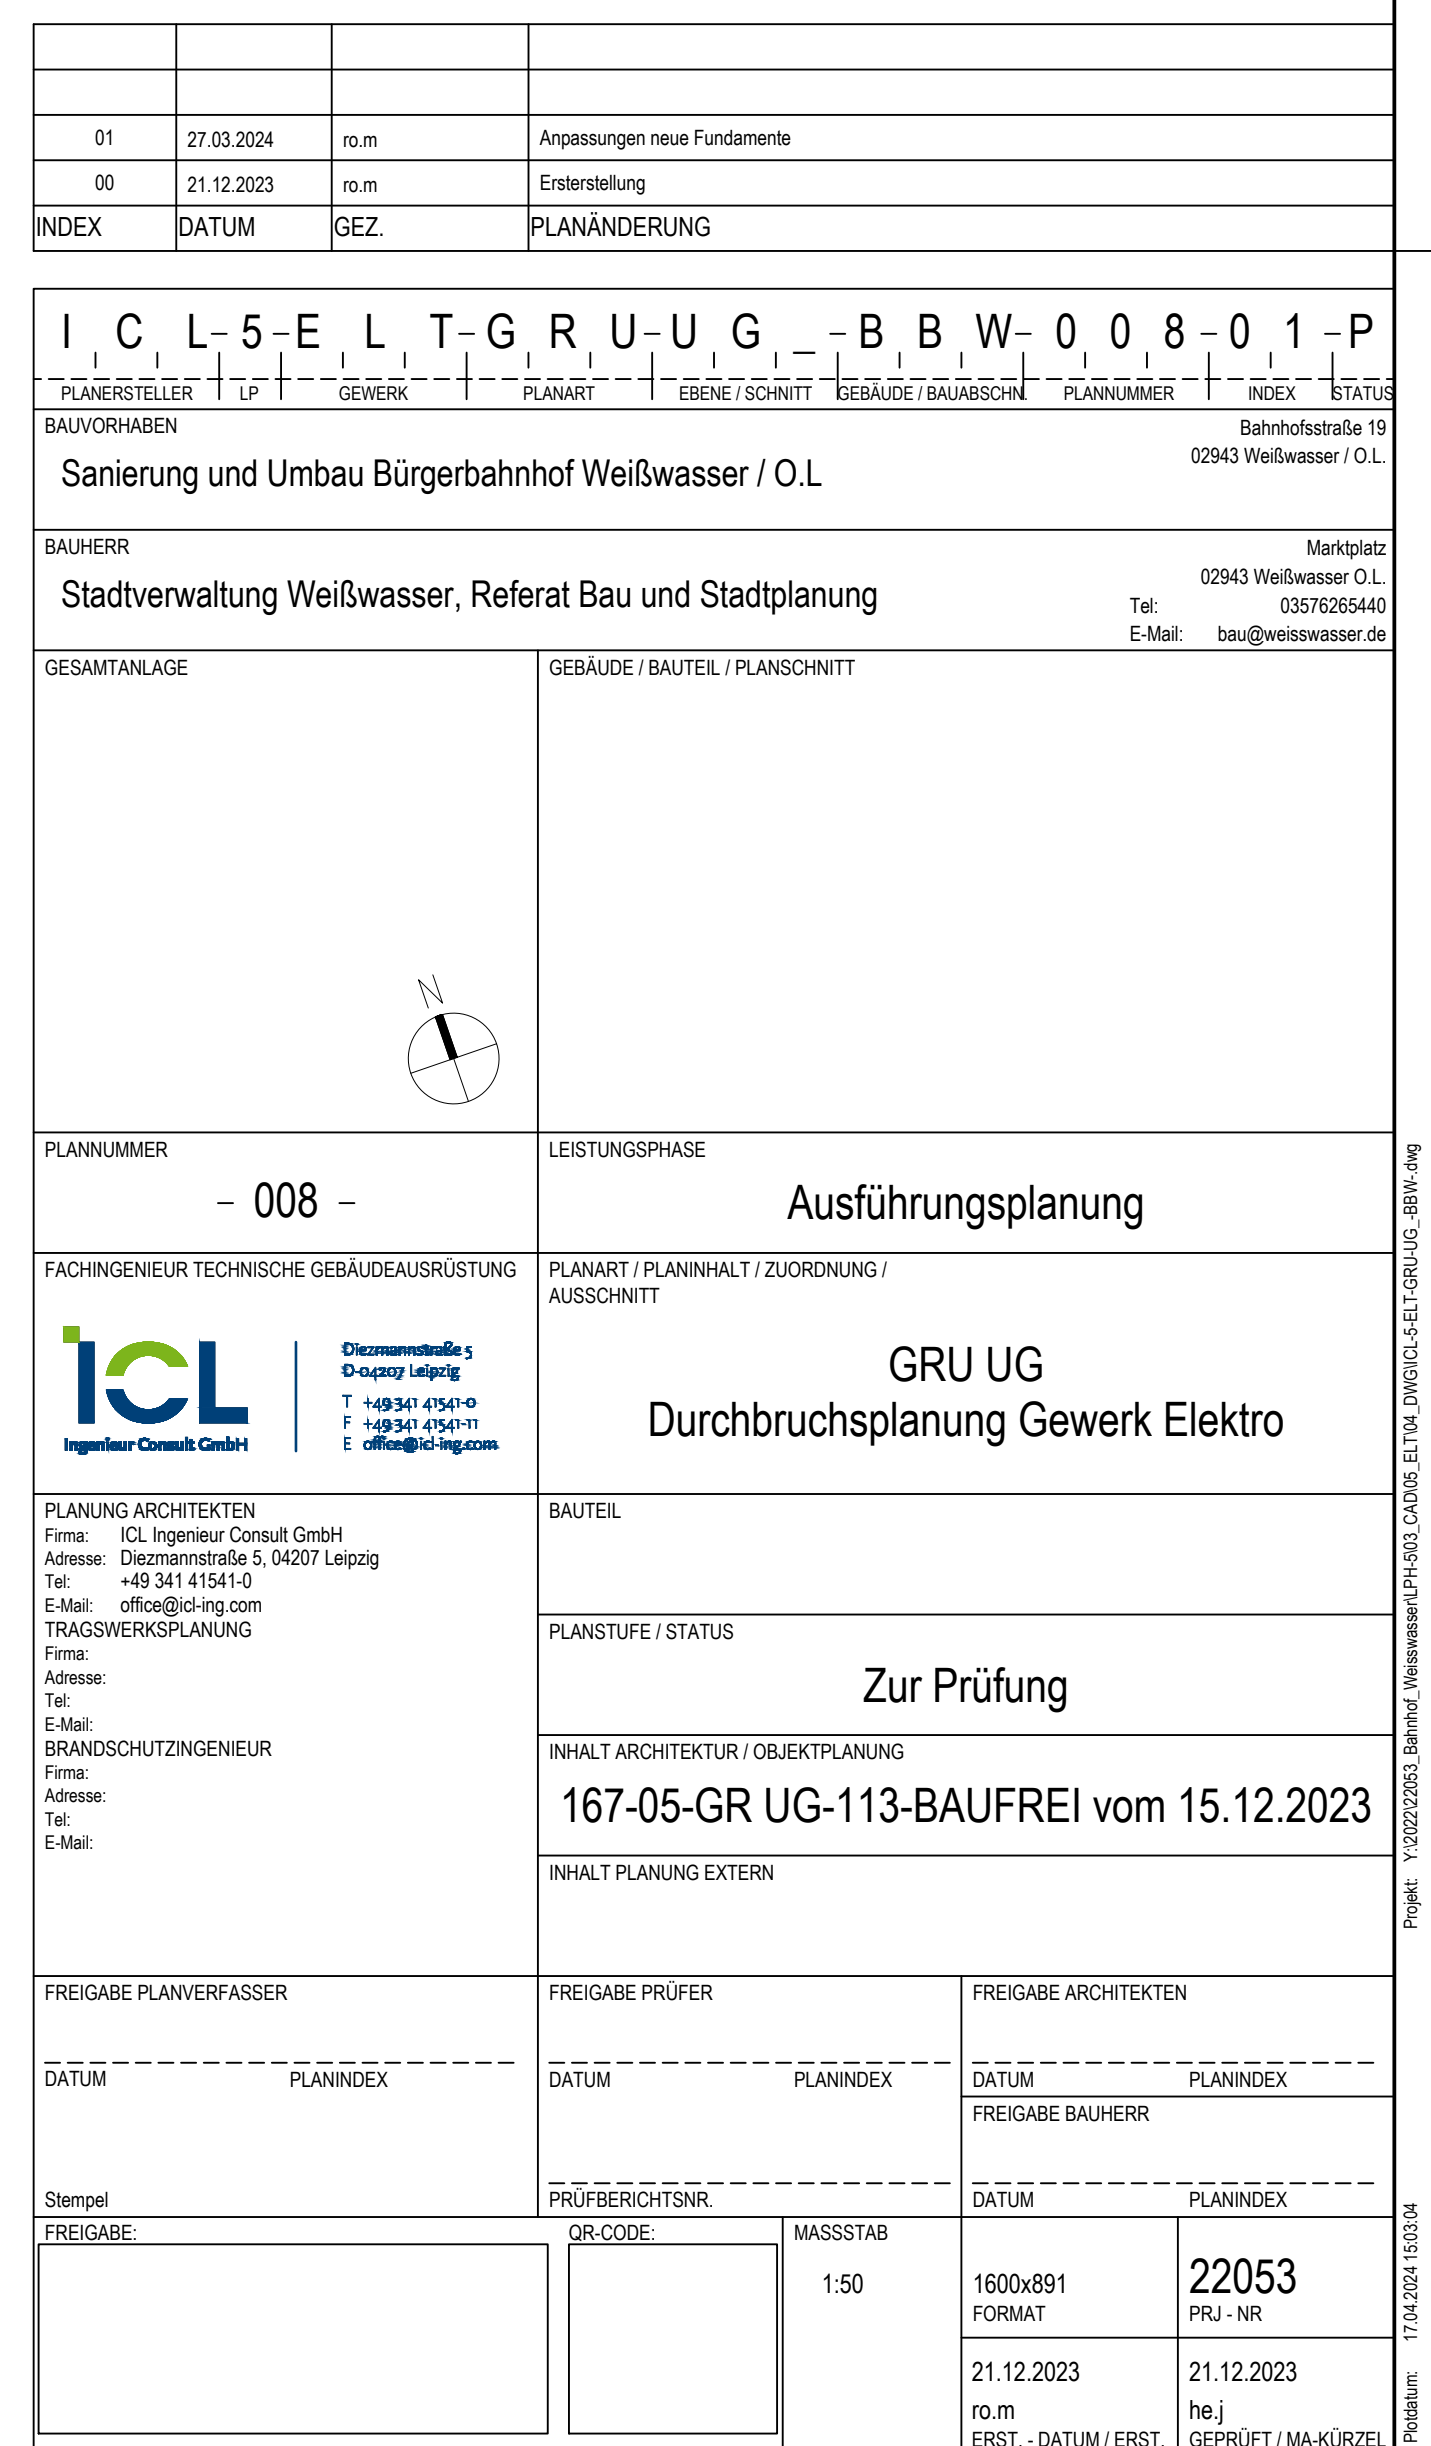 01 27.03.2024 ro.m Anpassungen neue Fundamente
00 21.12.2023 ro.m Ersterstellung
INDEX DATUM GEZ. PLANÄNDERUNG
I C L - 5 - E L T - G R U - U G _ - B B W - 0 0 8 - 0 1 - P
PLANERSTELLER LP GEWERK PLANART EBENE / SCHNITT GEBÄUDE / BAUABSCHN. PLANNUMMER INDEX STATUS
BAUVORHABEN
Bahnhofsstraße 19
02943 Weißwasser / O.L.
Sanierung und Umbau Bürgerbahnhof Weißwasser / O.L
BAUHERR
Marktplatz
02943 Weißwasser O.L.
Stadtverwaltung Weißwasser, Referat Bau und Stadtplanung
Tel: 03576265440
E-Mail: bau@weisswasser.de
GESAMTANLAGE
GEBÄUDE / BAUTEIL / PLANSCHNITT
N
PLANNUMMER
– 008 –
LEISTUNGSPHASE
Ausführungsplanung
FACHINGENIEUR TECHNISCHE GEBÄUDEAUSRÜSTUNG
ICL
Ingenieur Consult GmbH
Diezmannstraße 5
D-04207 Leipzig
T +49 341 41541-0
F +49 341 41541-11
E office@icl-ing.com
PLANART / PLANINHALT / ZUORDNUNG /
AUSSCHNITT
GRU UG
Durchbruchsplanung Gewerk Elektro
PLANUNG ARCHITEKTEN
Firma: ICL Ingenieur Consult GmbH
Adresse: Diezmannstraße 5, 04207 Leipzig
Tel: +49 341 41541-0
E-Mail: office@icl-ing.com
TRAGSWERKSPLANUNG
Firma:
Adresse:
Tel:
E-Mail:
BRANDSCHUTZINGENIEUR
Firma:
Adresse:
Tel:
E-Mail:
BAUTEIL
PLANSTUFE / STATUS
Zur Prüfung
INHALT ARCHITEKTUR / OBJEKTPLANUNG
167-05-GR UG-113-BAUFREI vom 15.12.2023
INHALT PLANUNG EXTERN
FREIGABE PLANVERFASSER
DATUM PLANINDEX
Stempel
FREIGABE PRÜFER
DATUM PLANINDEX
PRÜFBERICHTSNR.
FREIGABE ARCHITEKTEN
DATUM PLANINDEX
FREIGABE BAUHERR
DATUM PLANINDEX
FREIGABE:
QR-CODE:
MASSSTAB
1:50
1600x891
FORMAT
22053
PRJ - NR
21.12.2023
ro.m
ERST. - DATUM / ERST.
21.12.2023
he.j
GEPRÜFT / MA-KÜRZEL
Projekt: Y:\2022\22053_Bahnhof_Weisswasser\LPH-5\03_CAD\05_ELT\04_DWG\ICL-5-ELT-GRU-UG_-BBW-.dwg
Plotdatum: 17.04.2024 15:03:04